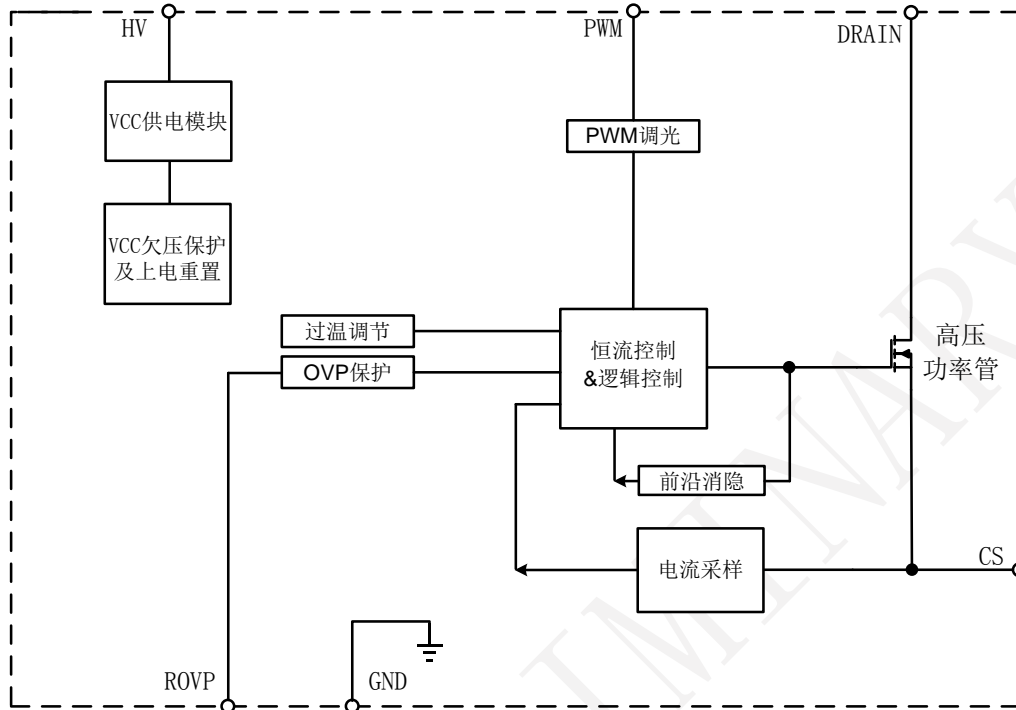 HV
PWM
DRAIN
VCC供电模块
PWM调光
VCC欠压保护
及上电重置
过温调节
OVP保护
恒流控制
&逻辑控制
高压
功率管
前沿消隐
电流采样
CS
ROVP
GND
IMINARY